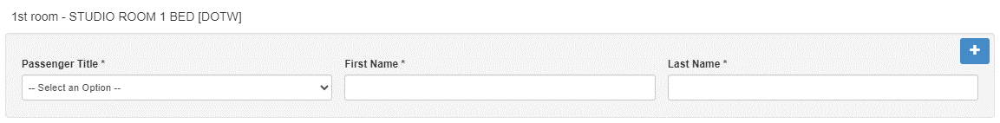 1st room - STUDIO ROOM 1 BED [DOTW]
+
Passenger Title * First Name * Last Name *
-- Select an Option --